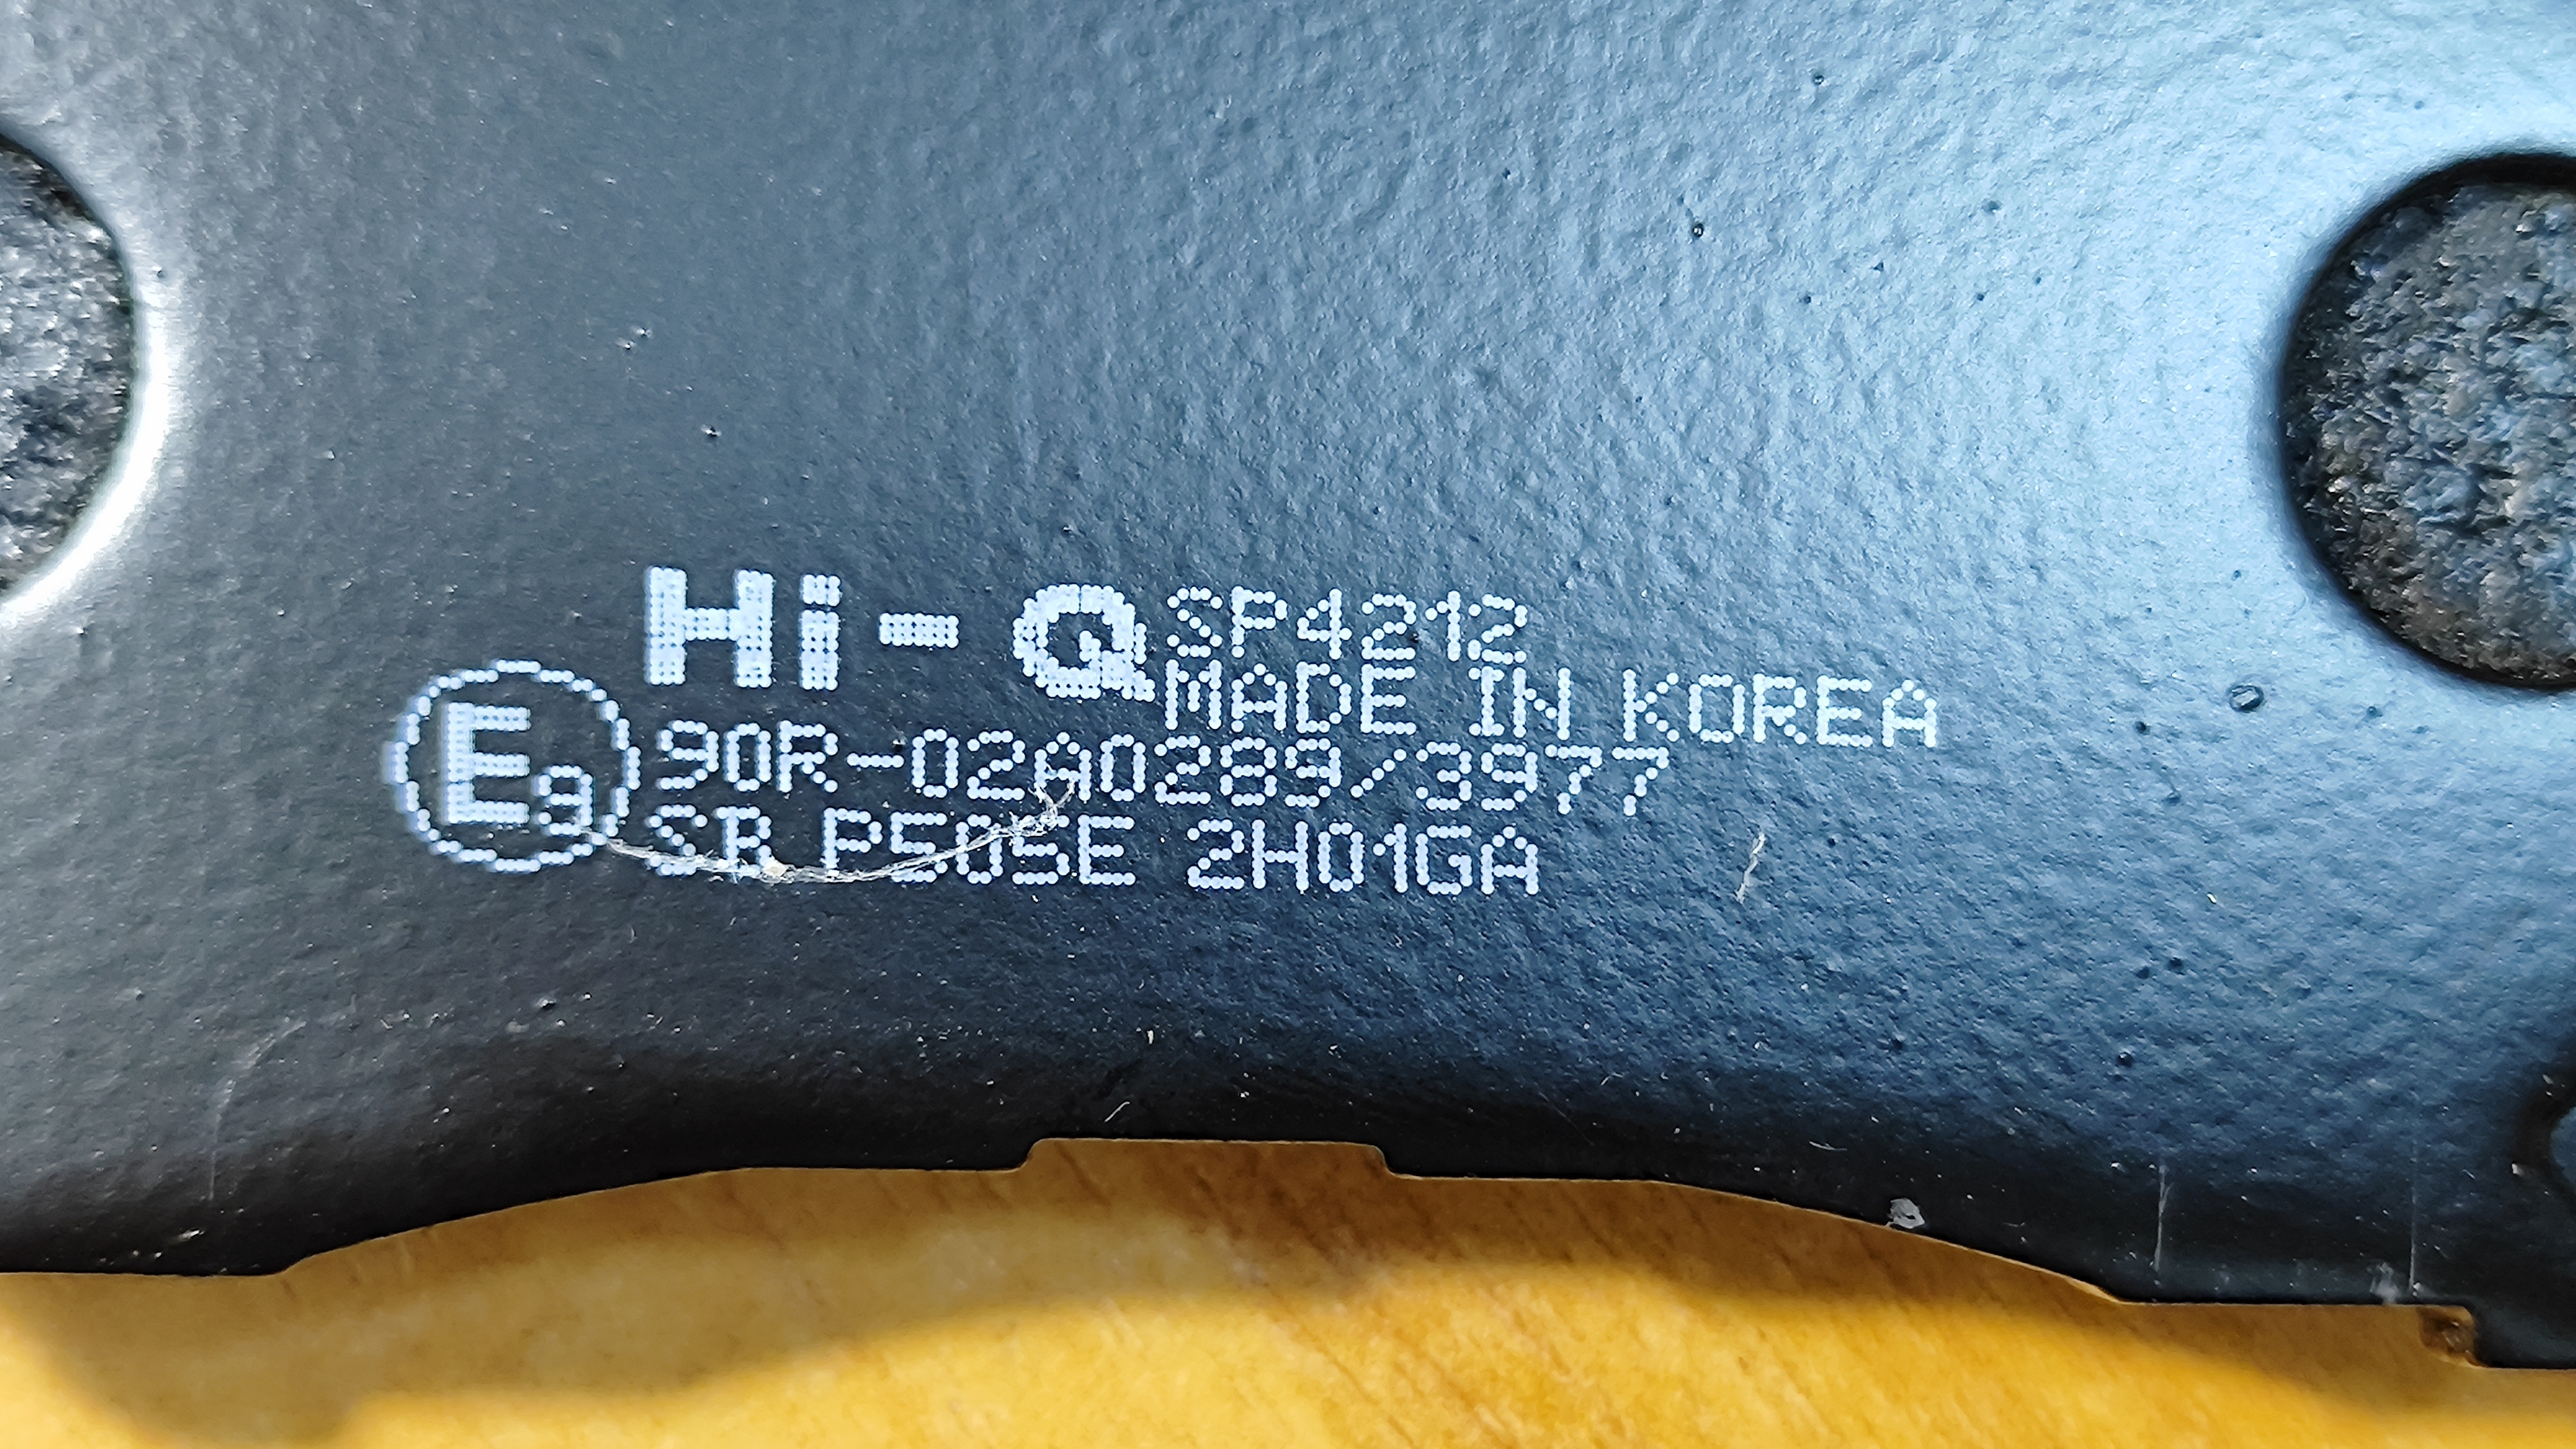 Hi-Q SP4212
MADE IN KOREA
E9 90R-02A0289/3977
SB P505E 2H01GA